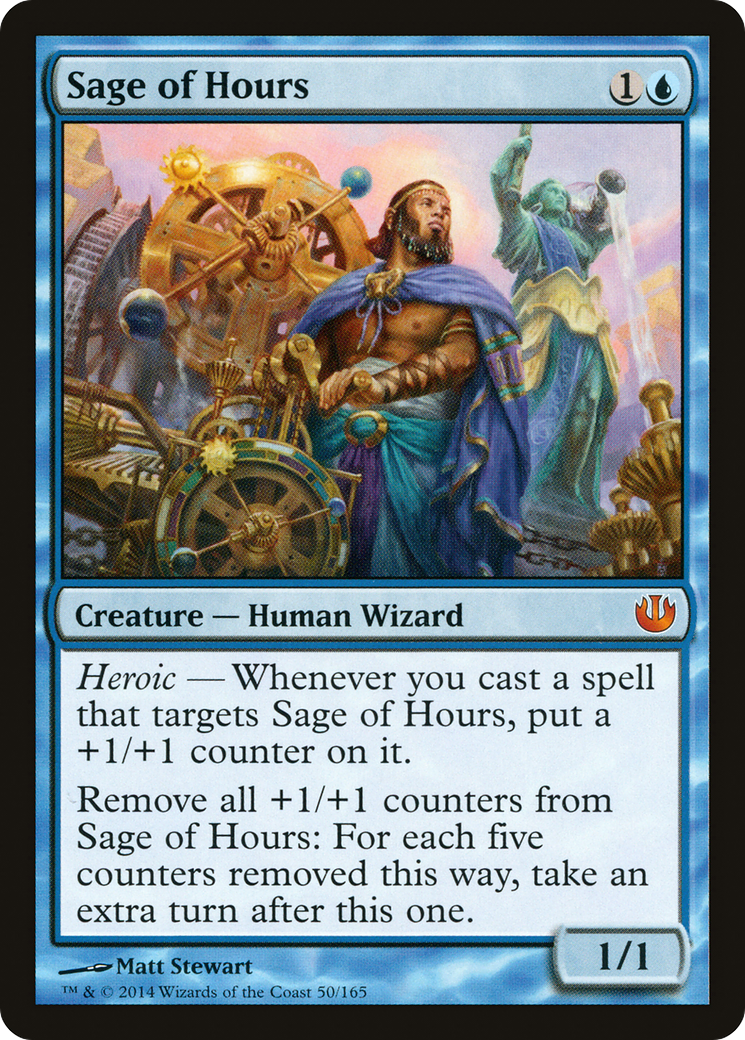 Sage of Hours 1
Creature — Human Wizard
Heroic — Whenever you cast a spell
that targets Sage of Hours, put a
+1/+1 counter on it.
Remove all +1/+1 counters from
Sage of Hours: For each five
counters removed this way, take an
extra turn after this one.
1/1
Matt Stewart
™ & © 2014 Wizards of the Coast 50/165